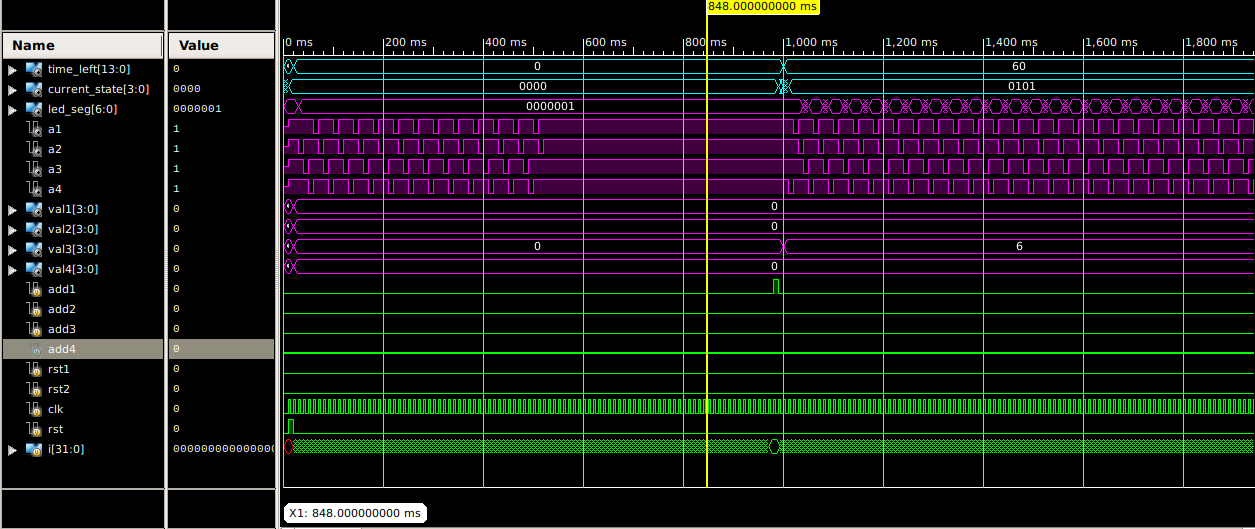 848.000000000 ms
Name Value 0 ms 200 ms 400 ms 600 ms 800 ms 1,000 ms 1,200 ms 1,400 ms 1,600 ms 1,800 ms
time_left[13:0] 0 0 60
current_state[3:0] 0000 0000 0101
led_seg[6:0] 0000001 0000001
a1 1
a2 1
a3 1
a4 1
val1[3:0] 0 0
val2[3:0] 0 0
val3[3:0] 0 0 6
val4[3:0] 0 0
add1 0
add2 0
add3 0
add4 0
rst1 0
rst2 0
clk 0
rst 0
i[31:0]
X1: 848.000000000 ms